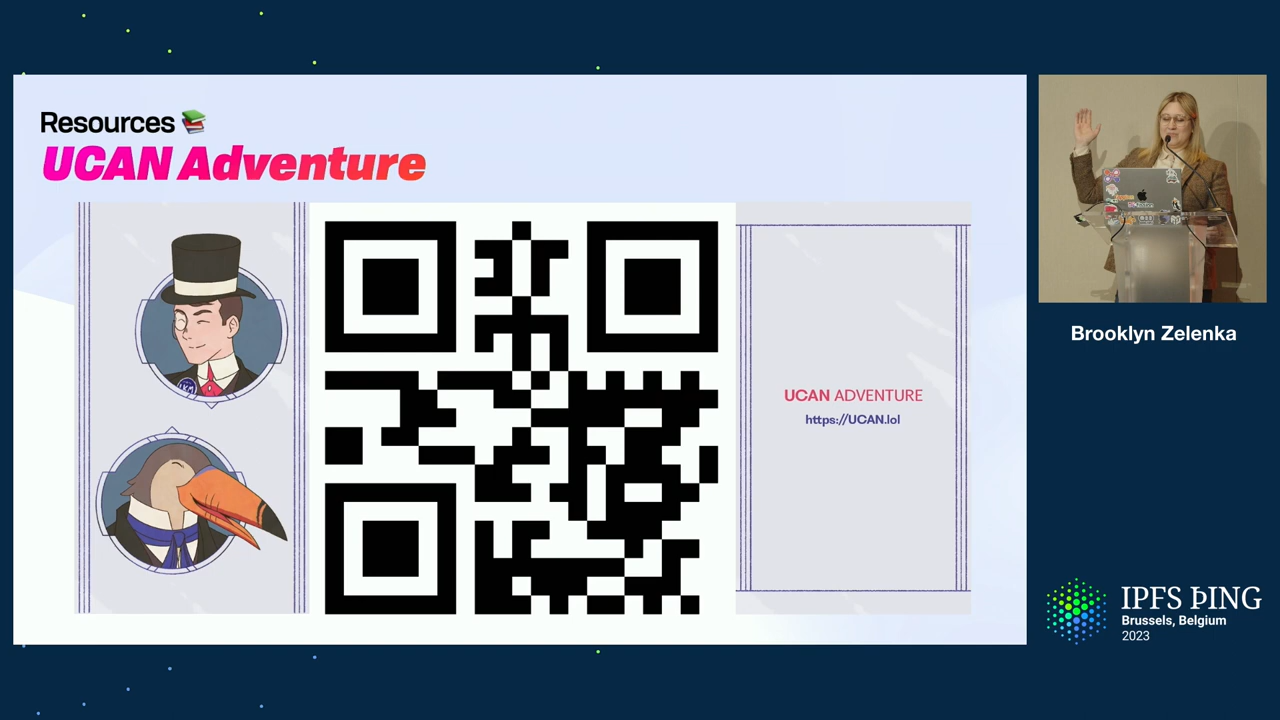 Resources
UCAN Adventure
UCAN ADVENTURE
https://UCAN.lol
Brooklyn Zelenka
IPFS ÞING
Brussels, Belgium
2023